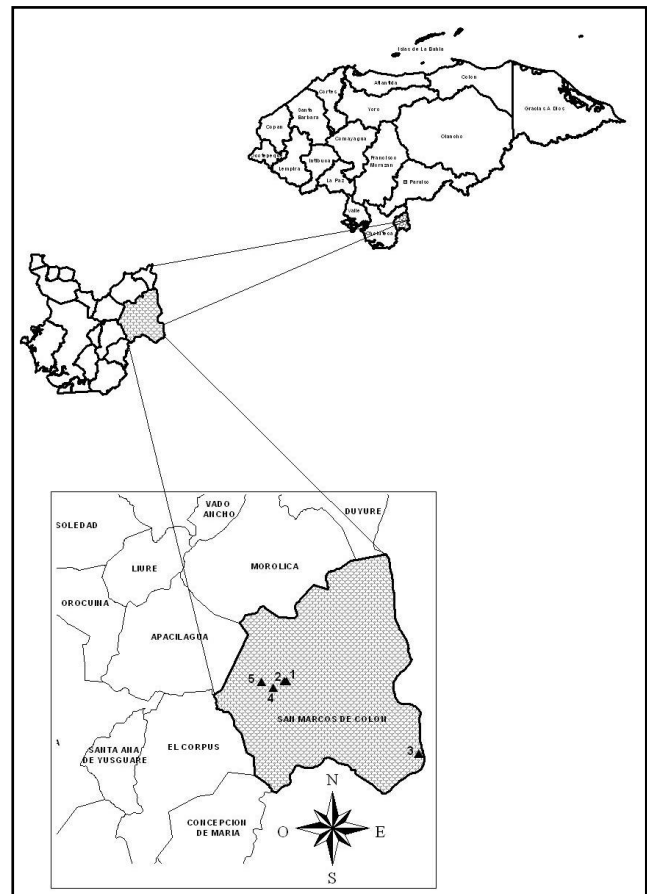 Islas de La Bahía
Atlantida
Colon
Cortes
Yoro
Santa
Barbara
Gracias A Dios
Copan
Olancho
Comayagua
Ocotepeque
Intibuca
Francisco
Morazan
Lempira
La Paz
El Paraiso
Valle
Choluteca
VADO
ANCHO
DUYURE
SOLEDAD
LIURE
MOROLICA
OROCUINA
APACILAGUA
5
2
1
4
SAN MARCOS DE COLON
3
A
SANTA ANA
DE YUSGUARE
EL CORPUS
CONCEPCION
DE MARIA
N
O
E
S